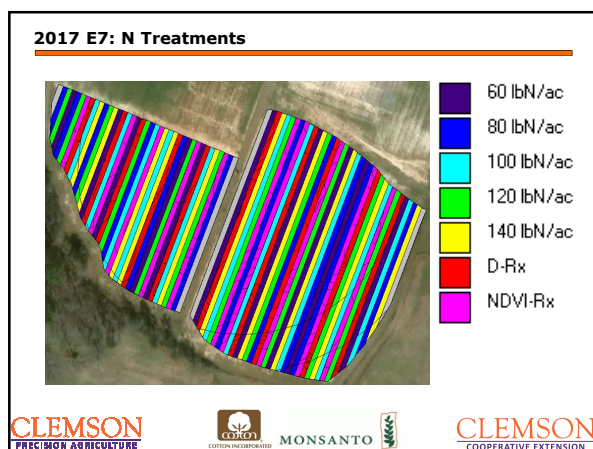 2017 E7: N Treatments
60 lbN/ac
80 lbN/ac
100 lbN/ac
120 lbN/ac
140 lbN/ac
D-Rx
NDVI-Rx
CLEMSON
PRECISION AGRICULTURE
cotton
COTTON INCORPORATED
MONSANTO
CLEMSON
COOPERATIVE EXTENSION